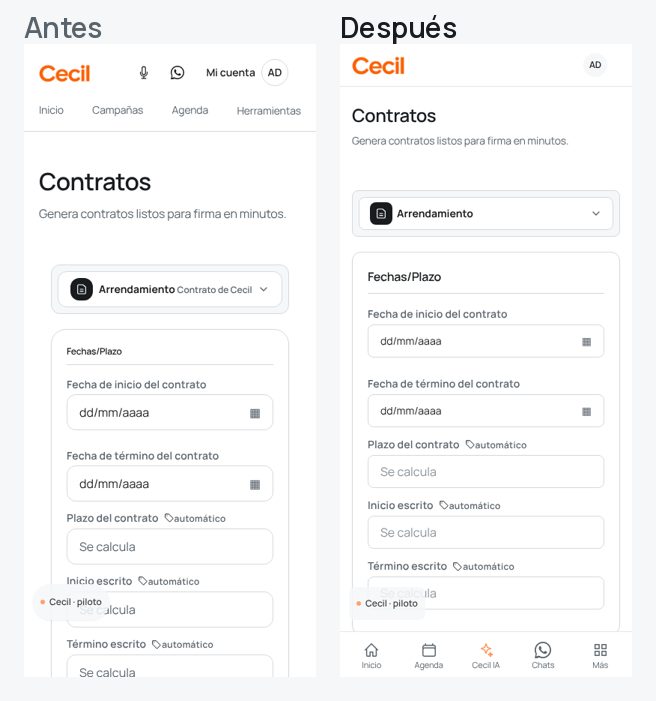 Antes
Cecil
Mi cuenta
AD
Inicio
Campañas
Agenda
Herramientas
Contratos
Genera contratos listos para firma en minutos.
Arrendamiento Contrato de Cecil
Fechas/Plazo
Fecha de inicio del contrato
dd/mm/aaaa
Fecha de término del contrato
dd/mm/aaaa
Plazo del contrato automático
Se calcula
Inicio escrito automático
Se calcula
Cecil · piloto
Término escrito automático
Se calcula
Después
Cecil
AD
Contratos
Genera contratos listos para firma en minutos.
Arrendamiento
Fechas/Plazo
Fecha de inicio del contrato
dd/mm/aaaa
Fecha de término del contrato
dd/mm/aaaa
Plazo del contrato automático
Se calcula
Inicio escrito automático
Se calcula
Término escrito automático
Se calcula
Cecil · piloto
Inicio
Agenda
Cecil IA
Chats
Más